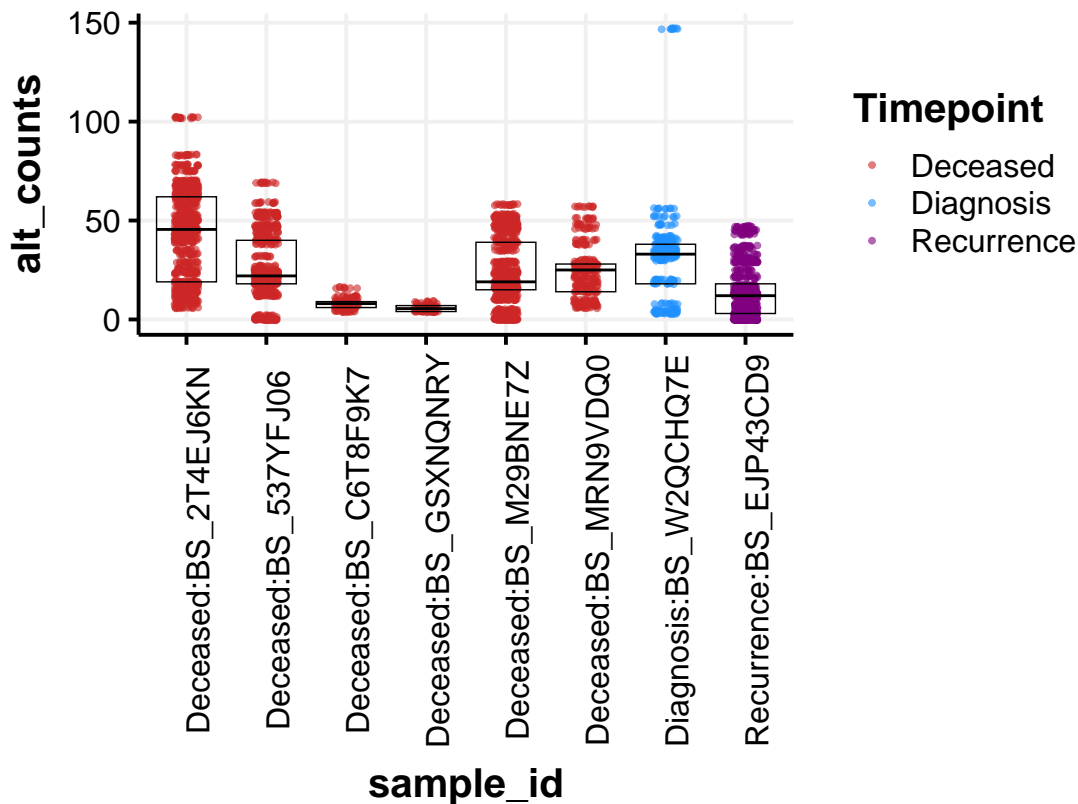 alt_counts
150
100
50
0
Deceased:BS_2T4EJ6KN
Deceased:BS_537YFJ06
Deceased:BS_C6T8F9K7
Deceased:BS_GSXNQNRY
Deceased:BS_M29BNE7Z
Deceased:BS_MRN9VDQ0
Diagnosis:BS_W2QCHQ7E
Recurrence:BS_EJP43CD9
sample_id
Timepoint
Deceased
Diagnosis
Recurrence